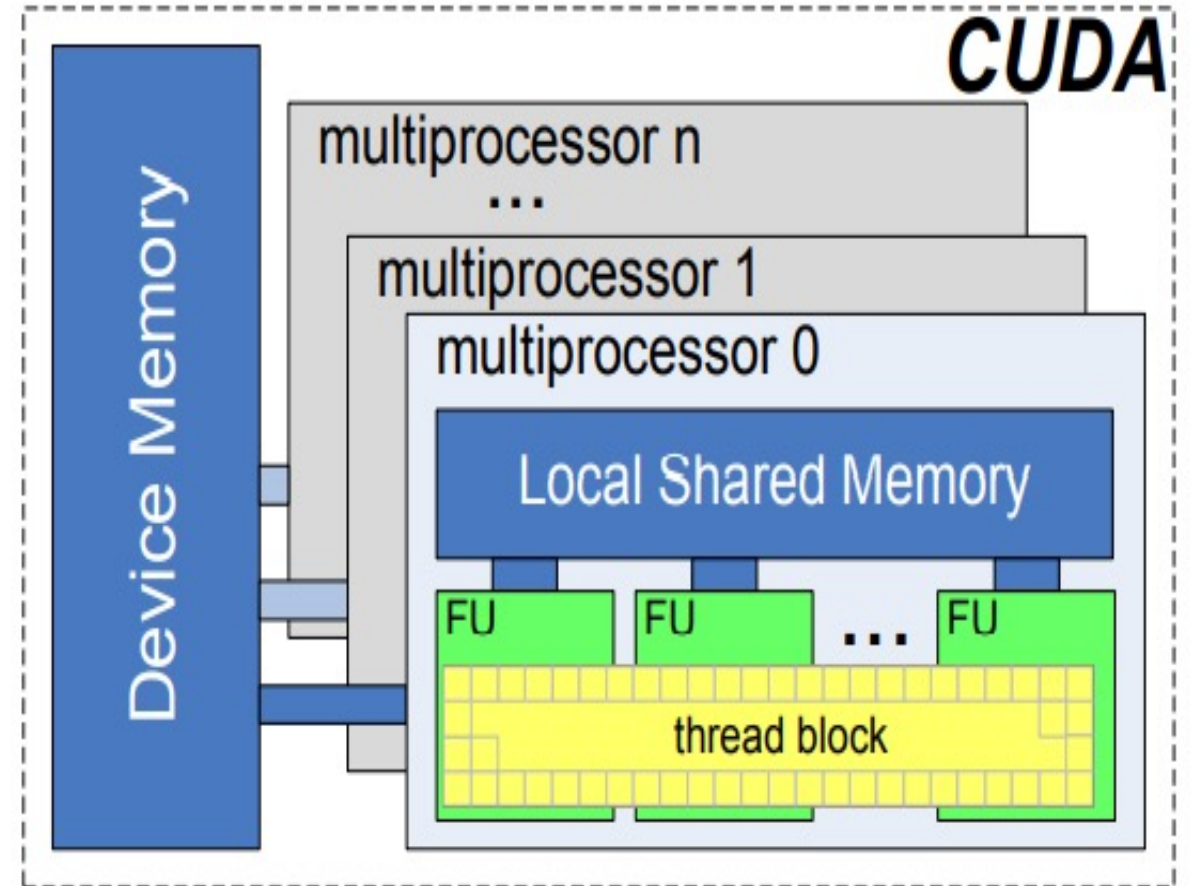 CUDA
Device Memory
multiprocessor n
...
multiprocessor 1
multiprocessor 0
Local Shared Memory
FU
FU
...
FU
thread block